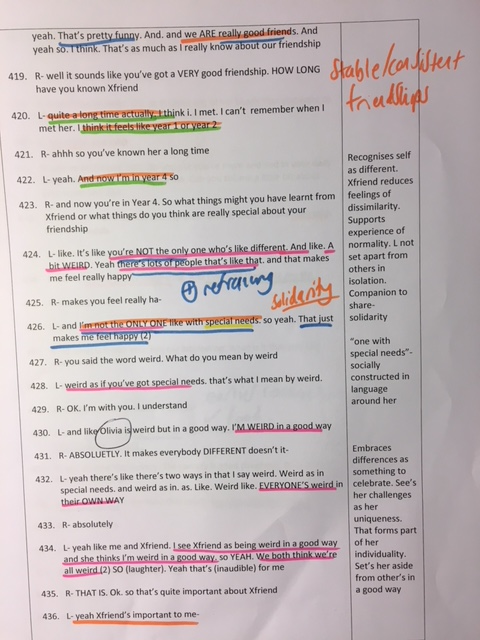 yeah. That's pretty funny. And. and we ARE really good friends. And
yeah so. I think. That's as much as I really know about our friendship
419. R- well it sounds like you've got a VERY good friendship. HOW LONG
have you known Xfriend
Stable/consistent
friendships
420. L- quite a long time actually, I think i. I met. I can't remember when I
met her. I think it feels like year 1 or year 2
421. R- ahhh so you've known her a long time
422. L- yeah. And now I'm in year 4 so
423. R- and now you're in Year 4. So what things might you have learnt from
Xfriend or what things do you think are really special about your
friendship
424. L- like. It's like you're NOT the only one who's like different. And like. A
bit WEIRD. Yeah there's lots of people that's like that. and that makes
me feel really happy
+ reframing
Recognises self
as different.
Xfriend reduces
feelings of
dissimilarity.
Supports
experience of
normality. L not
set apart from
others in
isolation.
Companion to
share-
solidarity
425. R- makes you feel really ha-
Solidarity
426. L- and I'm not the ONLY ONE like with special needs. so yeah. That just
makes me feel happy (2)
427. R- you said the word weird. What do you mean by weird
428. L- weird as if you've got special needs. that's what I mean by weird.
"one with
special needs"-
socially
constructed in
language
around her
429. R- OK. I'm with you. I understand
430. L- and like Olivia is weird but in a good way. I'M WEIRD in a good way
431. R- ABSOLUETLY. It makes everybody DIFFERENT doesn't it-
432. L- yeah there's like there's two ways in that I say weird. Weird as in
special needs. and weird as in. as. Like. Weird like. EVERYONE'S weird in
their OWN WAY
433. R- absolutely
434. L- yeah like me and Xfriend. I see Xfriend as being weird in a good way
and she thinks I'm weird in a good way. so YEAH. We both think we're
all weird (2) SO (laughter). Yeah that's (inaudible) for me
435. R- THAT IS. Ok. so that's quite important about Xfriend
436. L- yeah Xfriend's important to me-
Embraces
differences as
something to
celebrate. See's
her challenges
as her
uniqueness.
That forms part
of her
individuality.
Set's her aside
from other's in
a good way